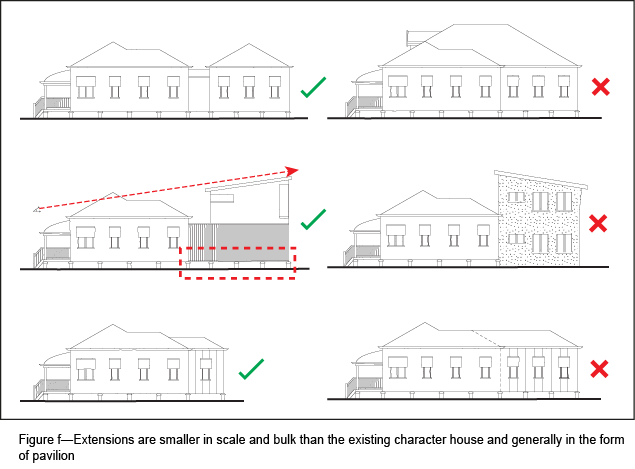 Figure f—Extensions are smaller in scale and bulk than the existing character house and generally in the form
of pavilion